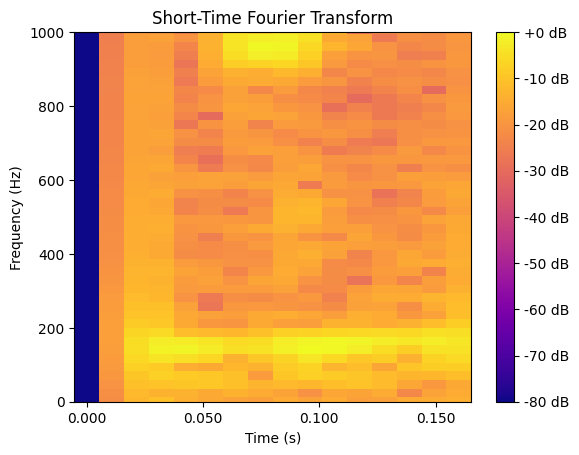 Short-Time Fourier Transform
1000
800
600
400
200
0
Frequency (Hz)
0.000
0.050
0.100
0.150
Time (s)
+0 dB
-10 dB
-20 dB
-30 dB
-40 dB
-50 dB
-60 dB
-70 dB
-80 dB